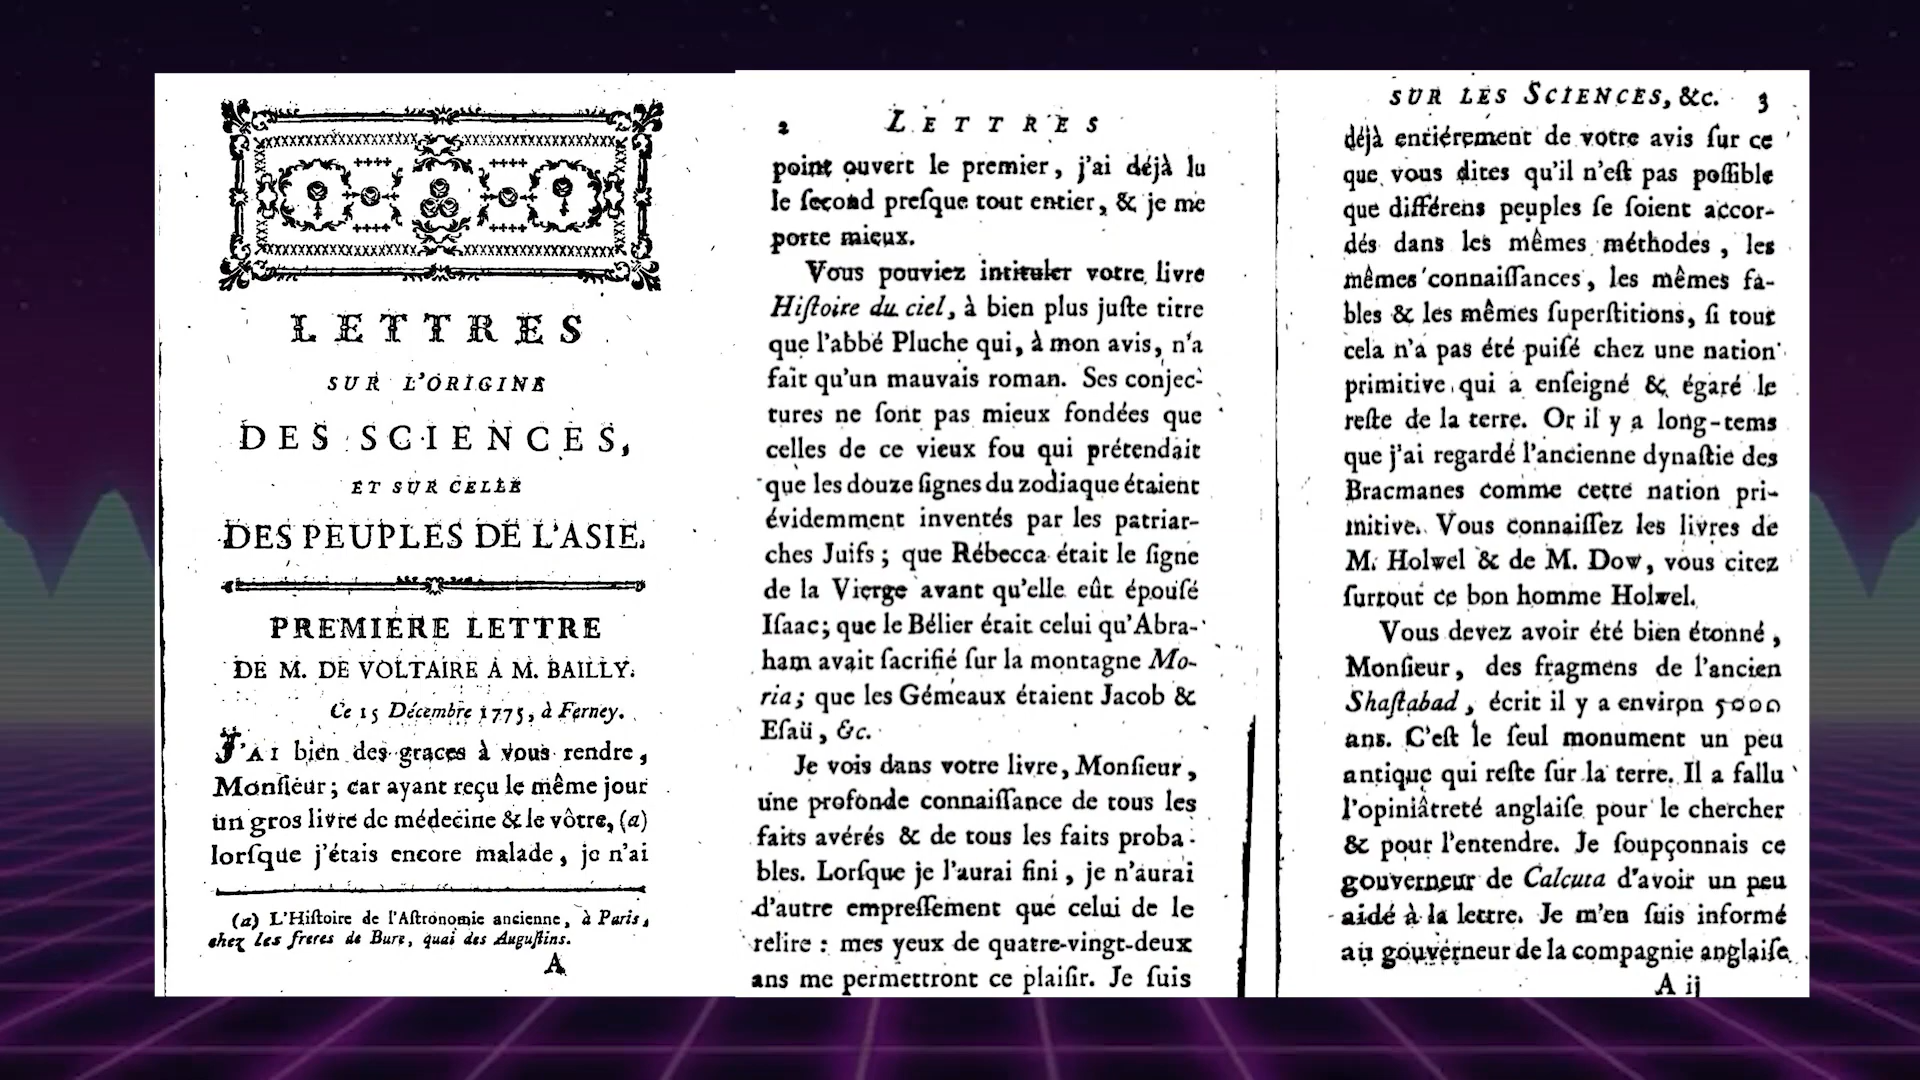 LETTRES
SUR L'ORIGINE
DES SCIENCES,
ET SUR CELLE
DES PEUPLES DE L'ASIE.
PREMIÈRE LETTRE
DE M. DE VOLTAIRE À M. BAILLY.
Ce 15 Décembre 1775, à Ferney.
J'AI bien des graces à vous rendre,
Monſieur; car ayant reçu le même jour
un gros livre de médecine & le vôtre, (a)
lorſque j'étais encore malade, je n'ai
(a) L'Hiſtoire de l'Aſtronomie ancienne, à Paris,
chez les freres de Bure, quai des Auguſtins.
A
2 LETTRES
point ouvert le premier, j'ai déjà lu
le ſecond preſque tout entier, & je me
porte mieux.
Vous pouviez intituler votre livre
Hiſtoire du ciel, à bien plus juſte titre
que l'abbé Pluche qui, à mon avis, n'a
fait qu'un mauvais roman. Ses conjec-
tures ne ſont pas mieux fondées que
celles de ce vieux fou qui prétendait
que les douze ſignes du zodiaque étaient
évidemment inventés par les patriar-
ches Juifs; que Rébecca était le ſigne
de la Vierge avant qu'elle eût épouſé
Iſaac; que le Bélier était celui qu'Abra-
ham avait ſacrifié ſur la montagne Mo-
ria; que les Gémeaux étaient Jacob &
Eſaü, &c.
Je vois dans votre livre, Monſieur,
une profonde connaiſſance de tous les
faits avérés & de tous les faits proba-
bles. Lorſque je l'aurai fini, je n'aurai
d'autre empreſſement que celui de le
relire: mes yeux de quatre-vingt-deux
ans me permettront ce plaiſir. Je ſuis
SUR LES SCIENCES, &c. 3
déjà entiérement de votre avis ſur ce
que vous dites qu'il n'eſt pas poſſible
que différens peuples ſe ſoient accor-
dés dans les mêmes méthodes, les
mêmes connaiſſances, les mêmes fa-
bles & les mêmes ſuperſtitions, ſi tout
cela n'a pas été puiſé chez une nation
primitive qui a enſeigné & égaré le
reſte de la terre. Or il y a long-tems
que j'ai regardé l'ancienne dynaſtie des
Bracmanes comme cette nation pri-
mitive. Vous connaiſſez les livres de
M. Holwel & de M. Dow, vous citez
ſurtout ce bon homme Holwel.
Vous devez avoir été bien étonné,
Monſieur, des fragmens de l'ancien
Shaſtabad, écrit il y a environ 5000
ans. C'eſt le ſeul monument un peu
antique qui reſte ſur la terre. Il a fallu
l'opiniâtreté anglaiſe pour le chercher
& pour l'entendre. Je ſoupçonnais ce
gouverneur de Calcuta d'avoir un peu
aidé à la lettre. Je m'en ſuis informé
au gouverneur de la compagnie anglaiſe
A ij